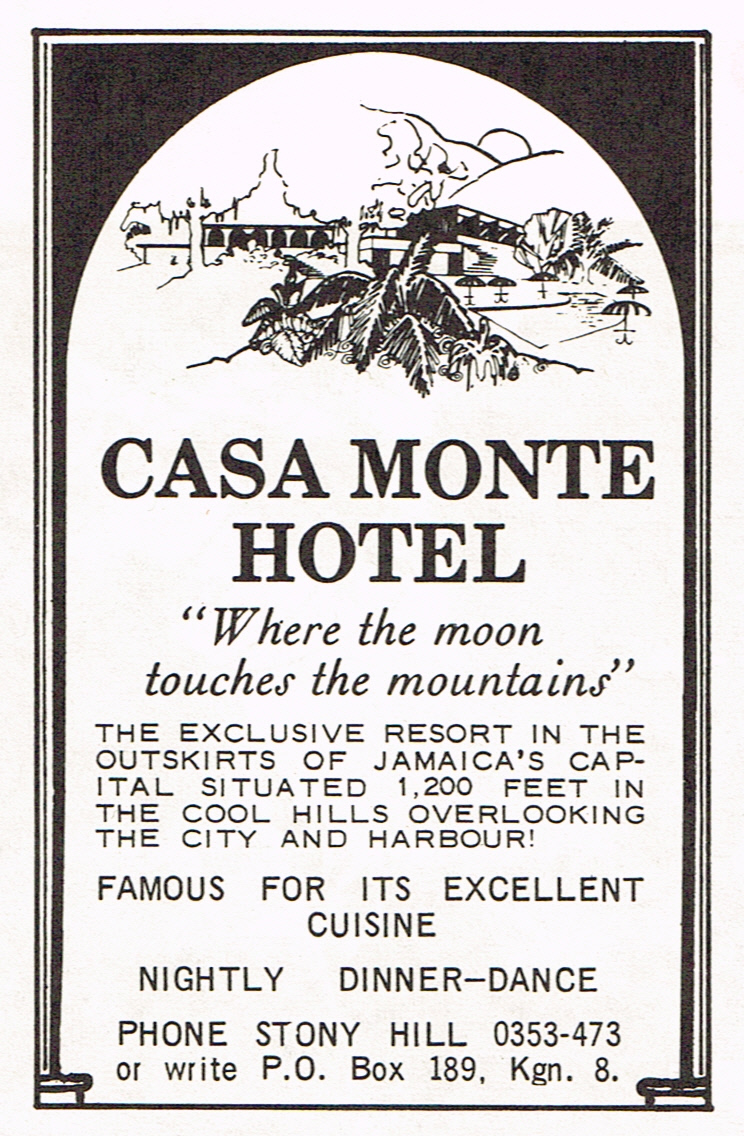 CASA MONTE
HOTEL
“Where the moon
touches the mountains”
THE EXCLUSIVE RESORT IN THE
OUTSKIRTS OF JAMAICA'S CAP-
ITAL SITUATED 1,200 FEET IN
THE COOL HILLS OVERLOOKING
THE CITY AND HARBOUR!
FAMOUS FOR ITS EXCELLENT
CUISINE
NIGHTLY DINNER—DANCE
PHONE STONY HILL 0353-473
or write P.O. Box 189, Kgn. 8.